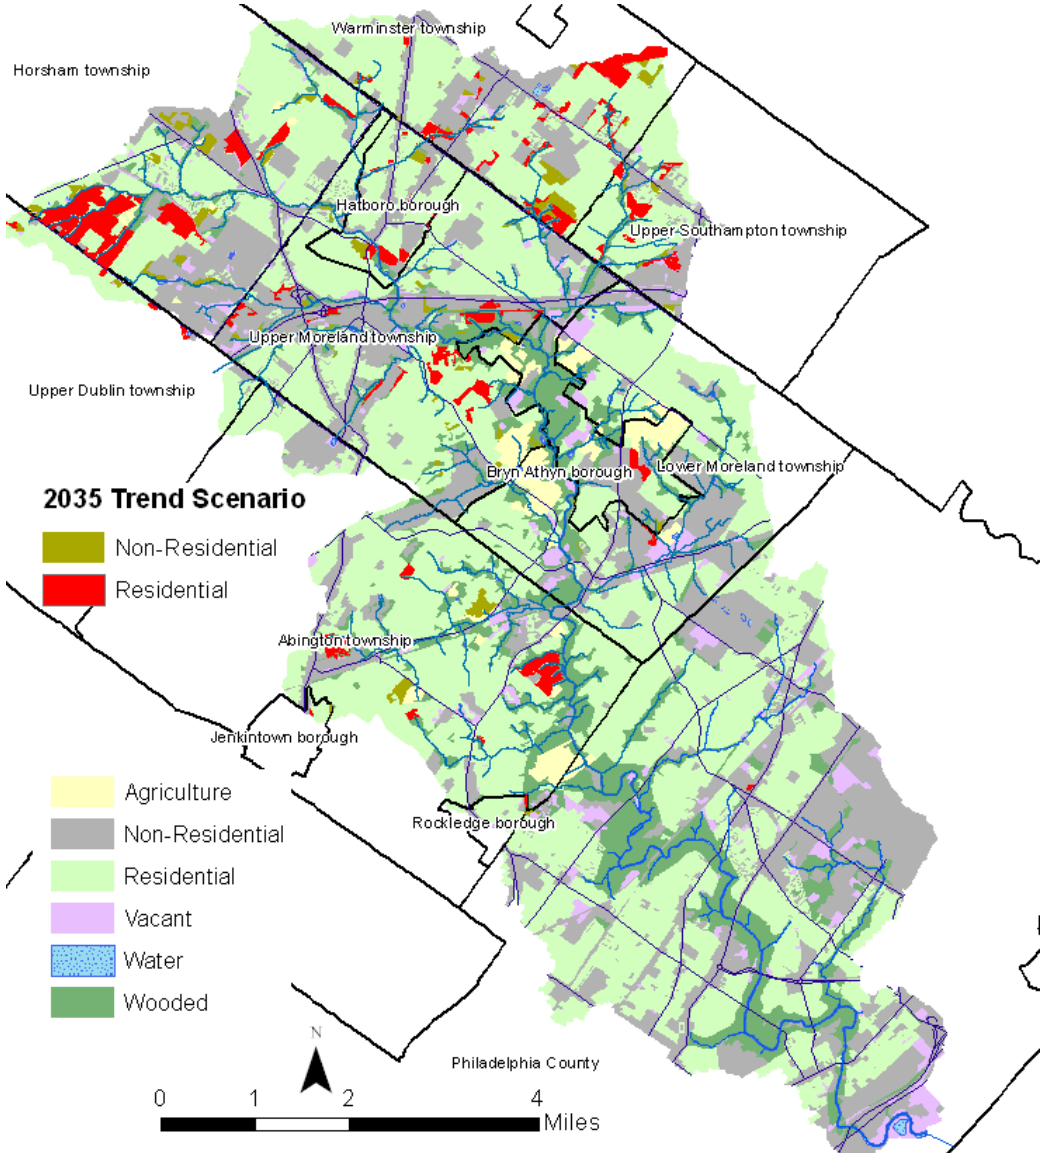 Warminster township
Horsham township
Hatboro borough
Upper Southampton township
Upper Moreland township
Upper Dublin township
Bryn Athyn borough
Lower Moreland township
2035 Trend Scenario
Non-Residential
Residential
Abington township
Jenkintown borough
Agriculture
Rockledge borough
Non-Residential
Residential
Vacant
Water
Wooded
N
Philadelphia County
0 1 2 4
Miles